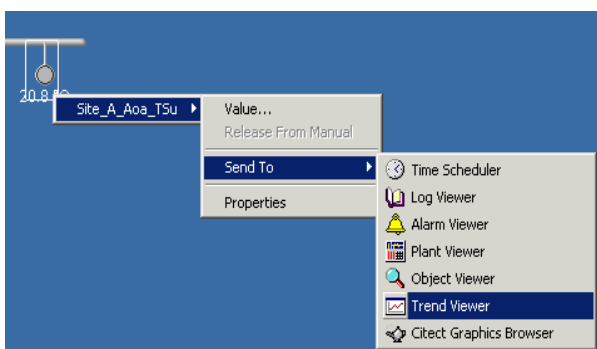 20.8
Site_A_Aoa_TSu
Value...
Release From Manual
Send To
Properties
Time Scheduler
Log Viewer
Alarm Viewer
Plant Viewer
Object Viewer
Trend Viewer
Citect Graphics Browser